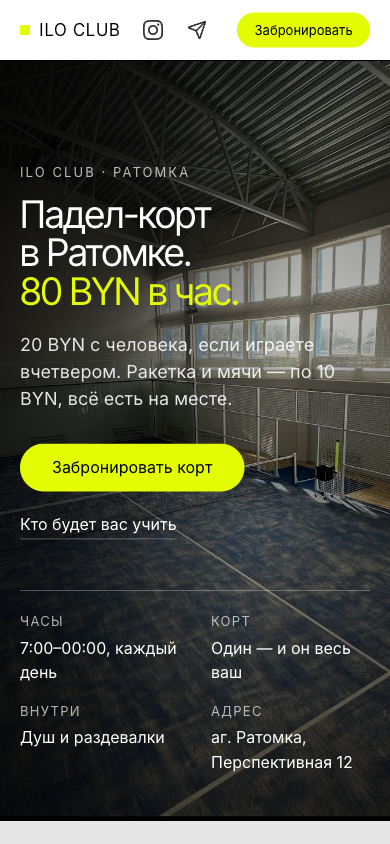 ILO CLUB
Забронировать
ILO CLUB · РАТОМКА
Падел-корт
в Ратомке.
80 BYN в час.
20 BYN с человека, если играете
вчетвером. Ракетка и мячи — по 10
BYN, всё есть на месте.
Забронировать корт
Кто будет вас учить
ЧАСЫ
7:00–00:00, каждый
день
КОРТ
Один — и он весь
ваш
ВНУТРИ
Душ и раздевалки
АДРЕС
аг. Ратомка,
Перспективная 12